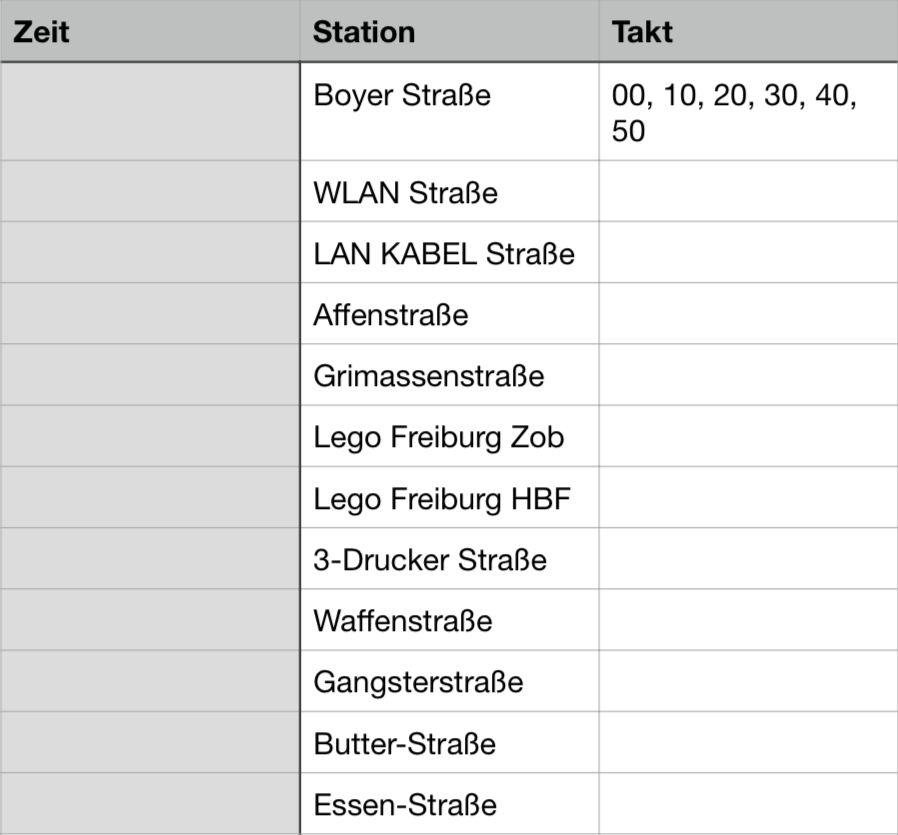 Zeit Station Takt
Boyer Straße 00, 10, 20, 30, 40,
50
WLAN Straße
LAN KABEL Straße
Affenstraße
Grimassenstraße
Lego Freiburg Zob
Lego Freiburg HBF
3-Drucker Straße
Waffenstraße
Gangsterstraße
Butter-Straße
Essen-Straße